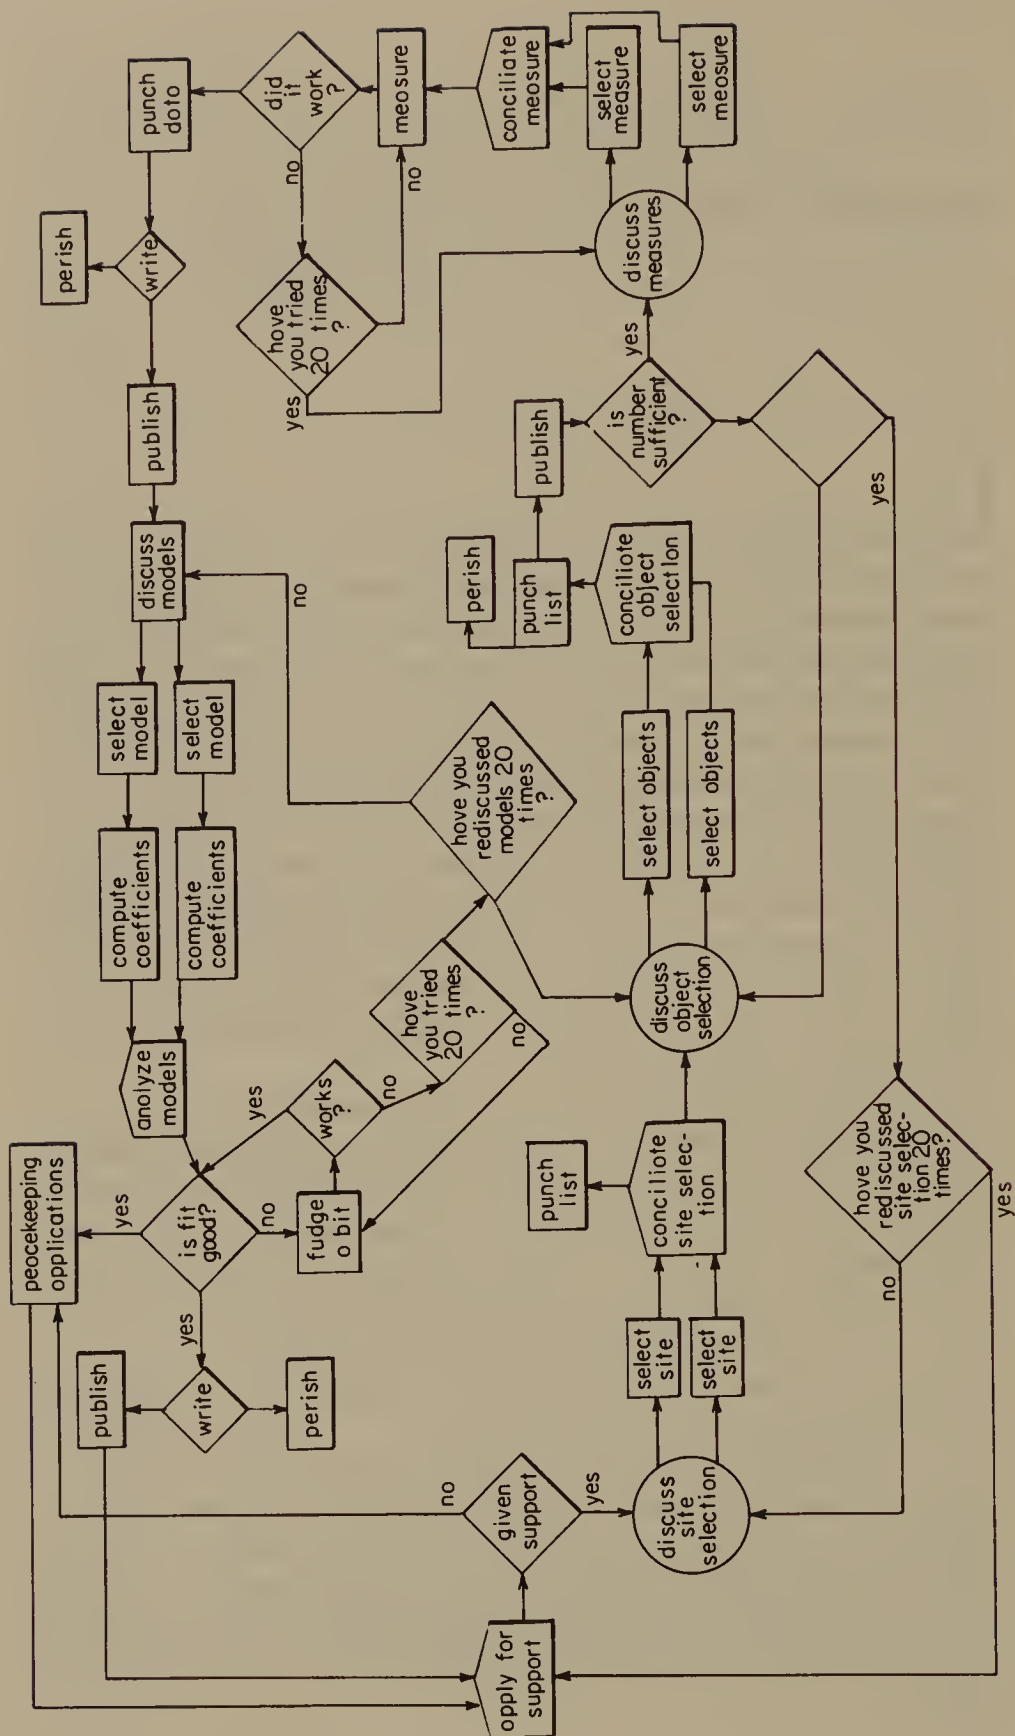 apply for
support
given
support
no
yes
discuss
site
selection
select
site
select
site
conciliate
site selec-
tion
punch
list
discuss
object
selection
select objects
select objects
conciliate
object
selection
punch
list
perish
publish
is
number
sufficient
?
yes
yes
have you
rediscussed
site selec-
tion 20
times?
no
yes
discuss
measures
select
measure
select
measure
conciliate
measure
measure
did
it
work
?
no
have
you tried
20 times
?
no
yes
punch
data
write
perish
publish
discuss
models
select
model
select
model
compute
coefficients
compute
coefficients
analyze
models
is fit
good?
yes
peacekeeping
applications
yes
write
publish
perish
no
fudge
a bit
works
?
yes
no
have
you tried
20 times
?
no
have you
rediscussed
models 20
times
?
no